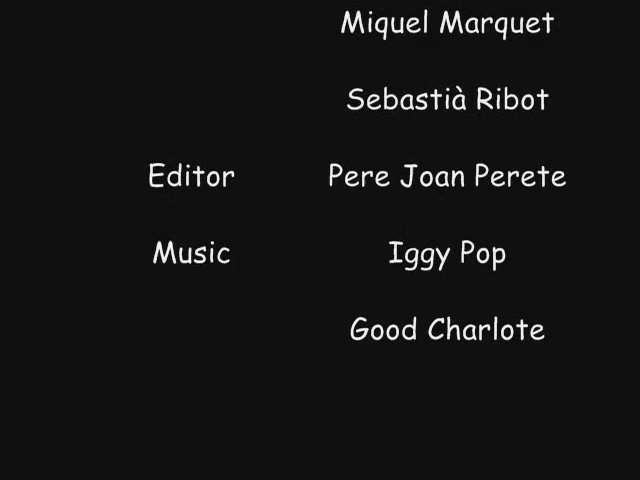 Miquel Marquet
Sebastià Ribot
Editor Pere Joan Perete
Music Iggy Pop
Good Charlote